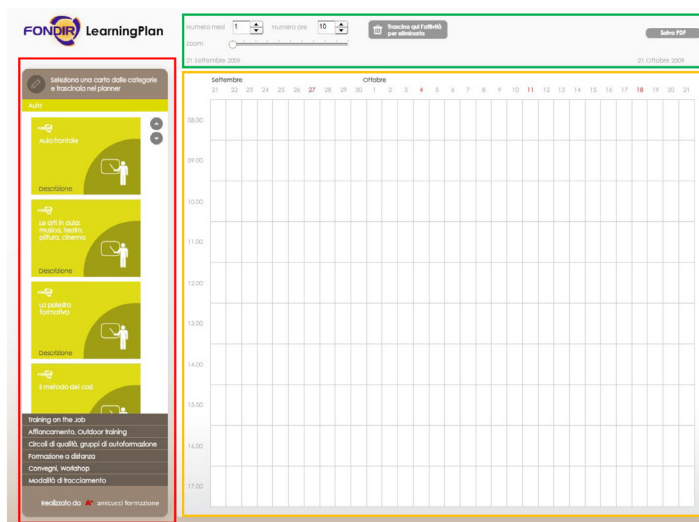 FONDIR LearningPlan
Numero mesi 1 Numero ore 10
Trascina qui l'attività
per eliminarla
Salva PDF
Zoom
21 Settembre 2009
21 Ottobre 2009
Seleziona una carta dalle categorie
e trascinala nel planner
Aula
Aula frontale
Descrizione
Le arti in aula:
musica, teatro,
pittura, cinema
Descrizione
La palestra
formativa
Descrizione
Il metodo dei casi
Training on the Job
Affiancamento, Outdoor training
Circoli di qualità, gruppi di autoformazione
Formazione a distanza
Convegni, Workshop
Modalità di tracciamento
Realizzato da amicucci formazione
Settembre Ottobre
21 22 23 24 25 26 27 28 29 30 1 2 3 4 5 6 7 8 9 10 11 12 13 14 15 16 17 18 19 20 21
08.00
09.00
10.00
11.00
12.00
13.00
14.00
15.00
16.00
17.00